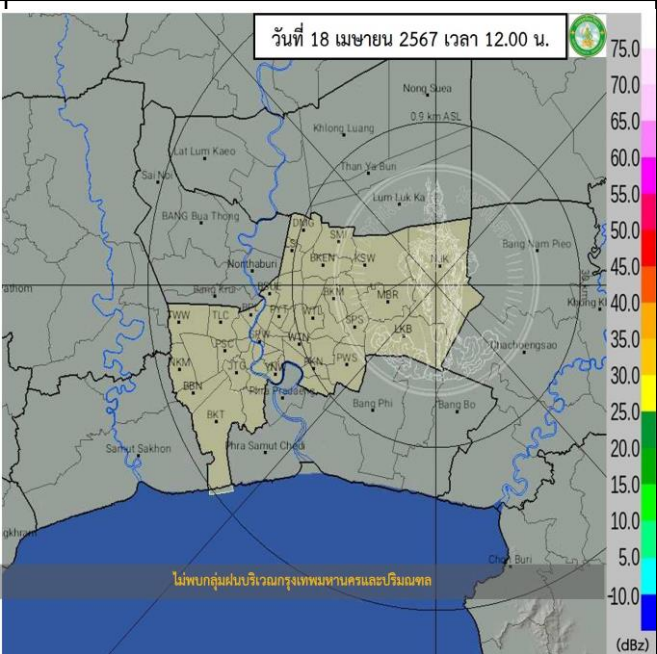 วันที่ 18 เมษายน 2567 เวลา 12.00 น.
75.0
70.0
65.0
60.0
55.0
50.0
45.0
40.0
35.0
30.0
25.0
20.0
15.0
10.0
5.0
-10.0
(dBz)
Nong Suea
0.9 km ASL
Khlong Luang
Lat Lum Kaeo
Than Ya Buri
Sai Noi
Lum Luk Ka
BANG Bua Thong
DMG
SMI
Bang Nam Pieo
Nonthaburi
BKEN
KSW
NJK
Bang Krui
BKM
MBR
TWW
TLC
PYT
WTL
SPS
LKB
PSC
WTN
Chachoengsao
NKM
JTG
PKN
PWS
BBN
Phra Pradaeng
BKT
Bang Phi
Bang Bo
Samut Sakhon
Phra Samut Chedi
Chon Buri
ไม่พบกลุ่มฝนบริเวณกรุงเทพมหานครและปริมณฑล